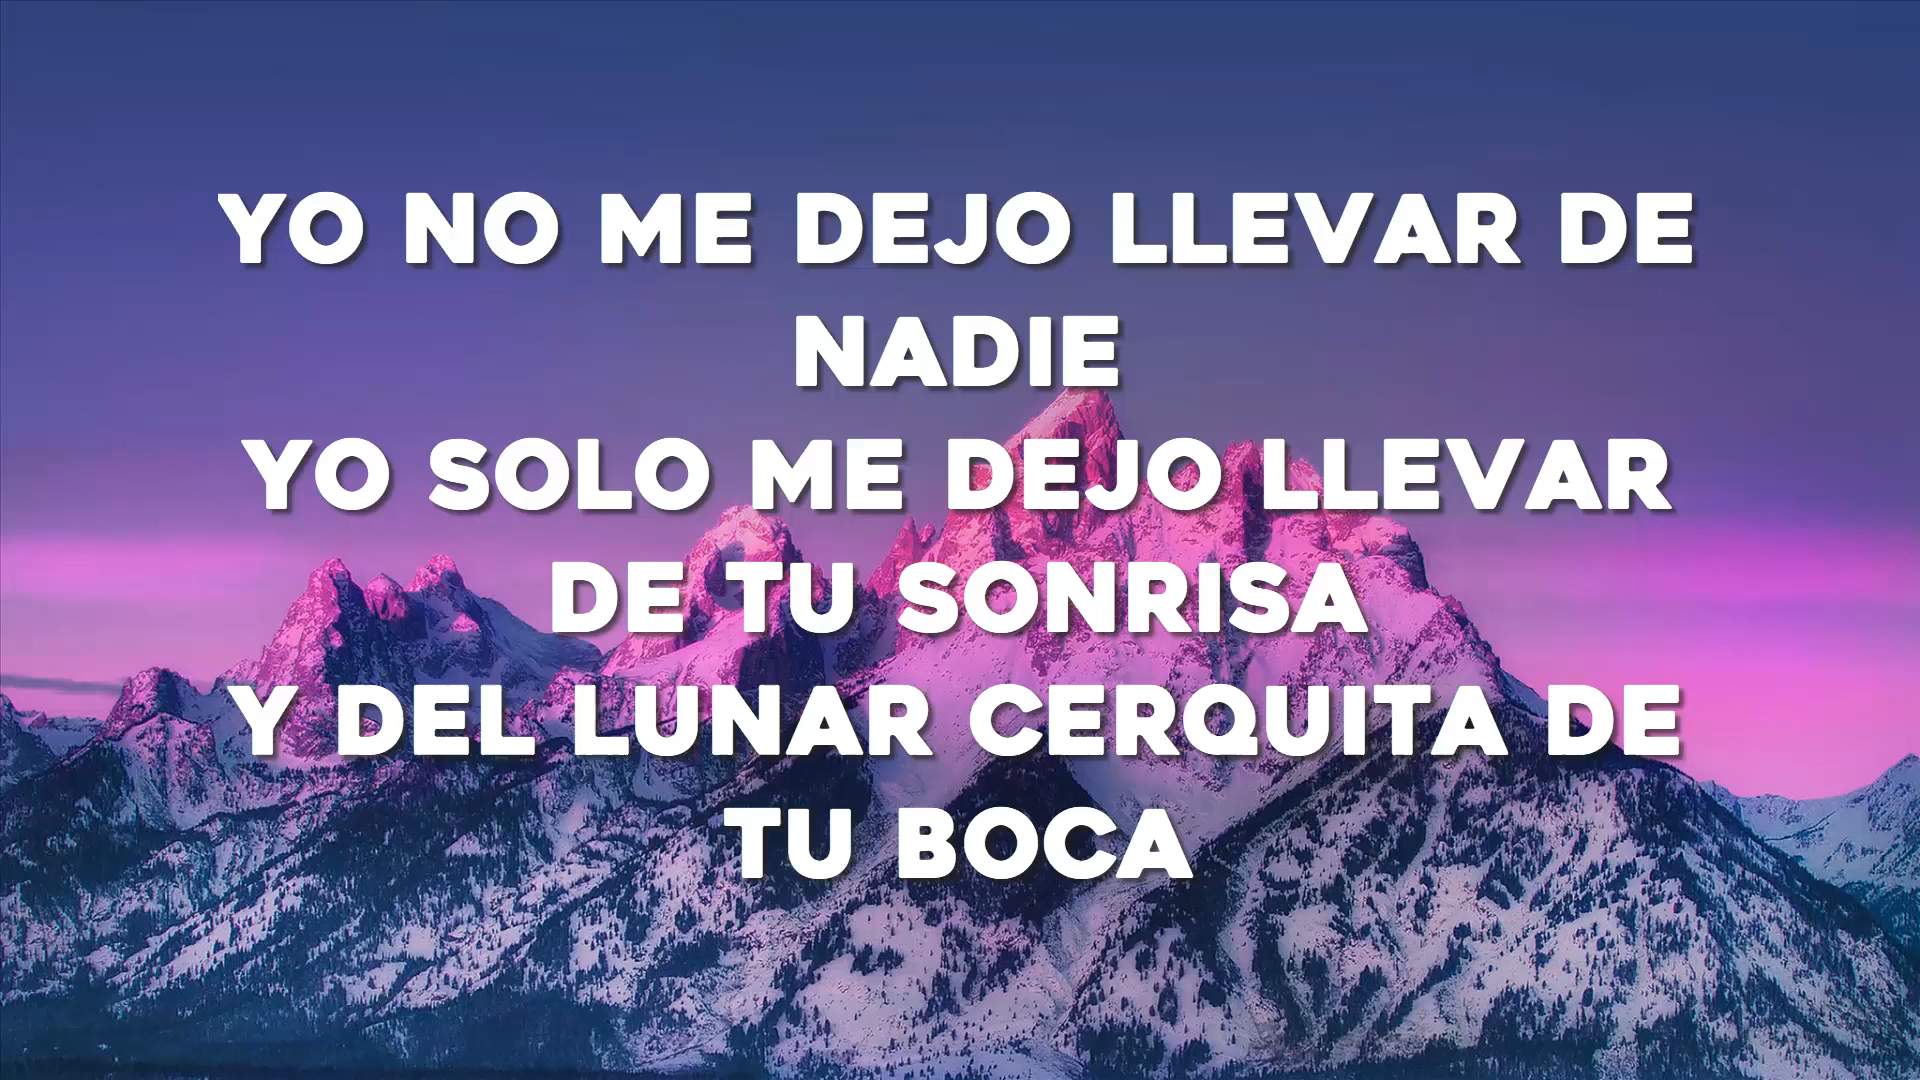 YO NO ME DEJO LLEVAR DE
NADIE
YO SOLO ME DEJO LLEVAR
DE TU SONRISA
Y DEL LUNAR CERQUITA DE
TU BOCA